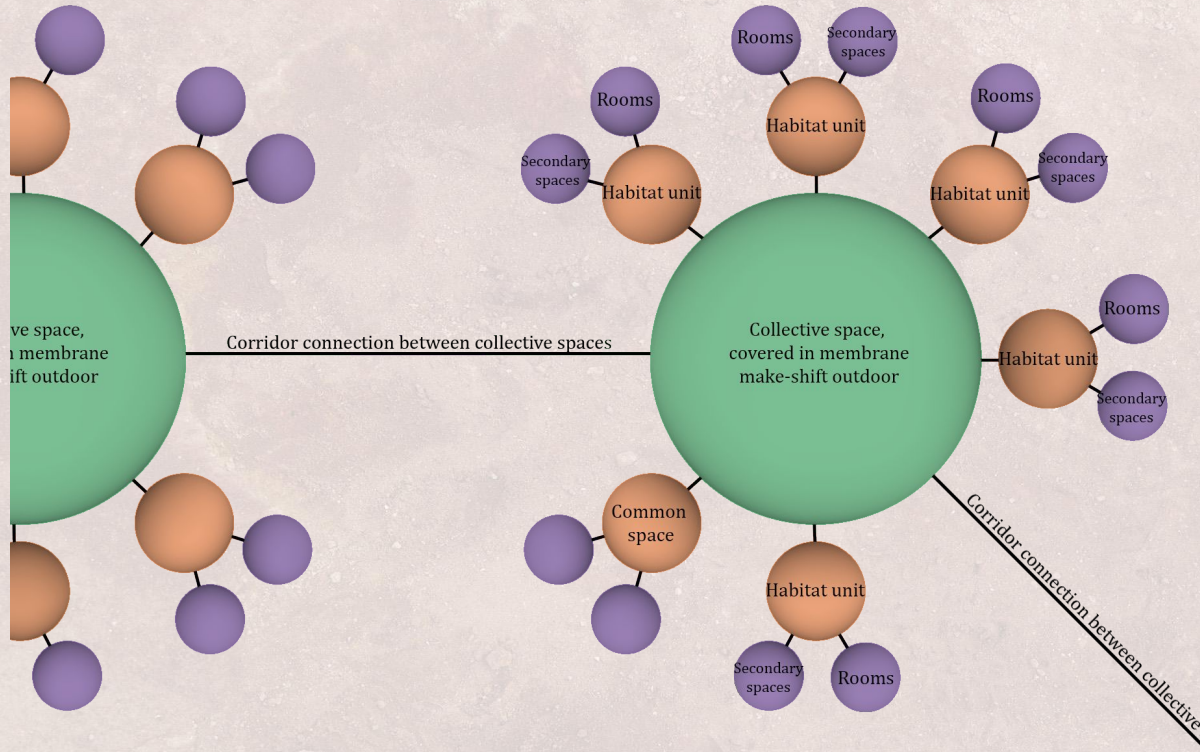 Rooms
Secondary
spaces
Habitat unit
Rooms
Secondary
spaces
Habitat unit
Rooms
Secondary
spaces
Habitat unit
Rooms
Secondary
spaces
Habitat unit
space,
membrane
outdoor
Corridor connection between collective spaces
Collective space,
covered in membrane
make-shift outdoor
Common
space
Habitat unit
Secondary
spaces
Rooms
Corridor connection between collective